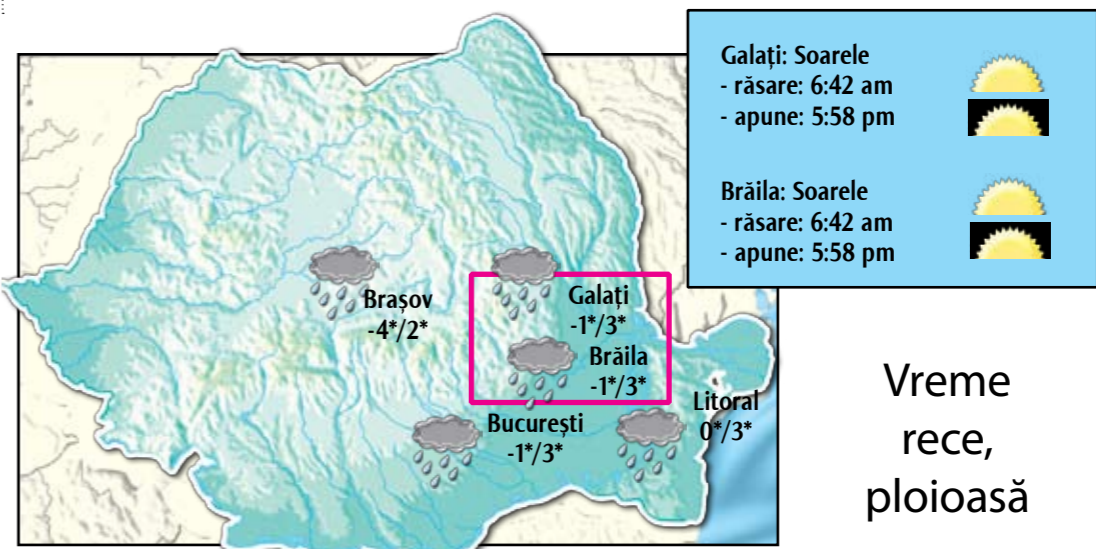 Galați: Soarele
- răsare: 6:42 am
- apune: 5:58 pm
Brăila: Soarele
- răsare: 6:42 am
- apune: 5:58 pm
Brașov
-4*/2*
Galați
-1*/3*
Brăila
-1*/3*
București
-1*/3*
Litoral
0*/3*
Vreme
rece,
ploioasă